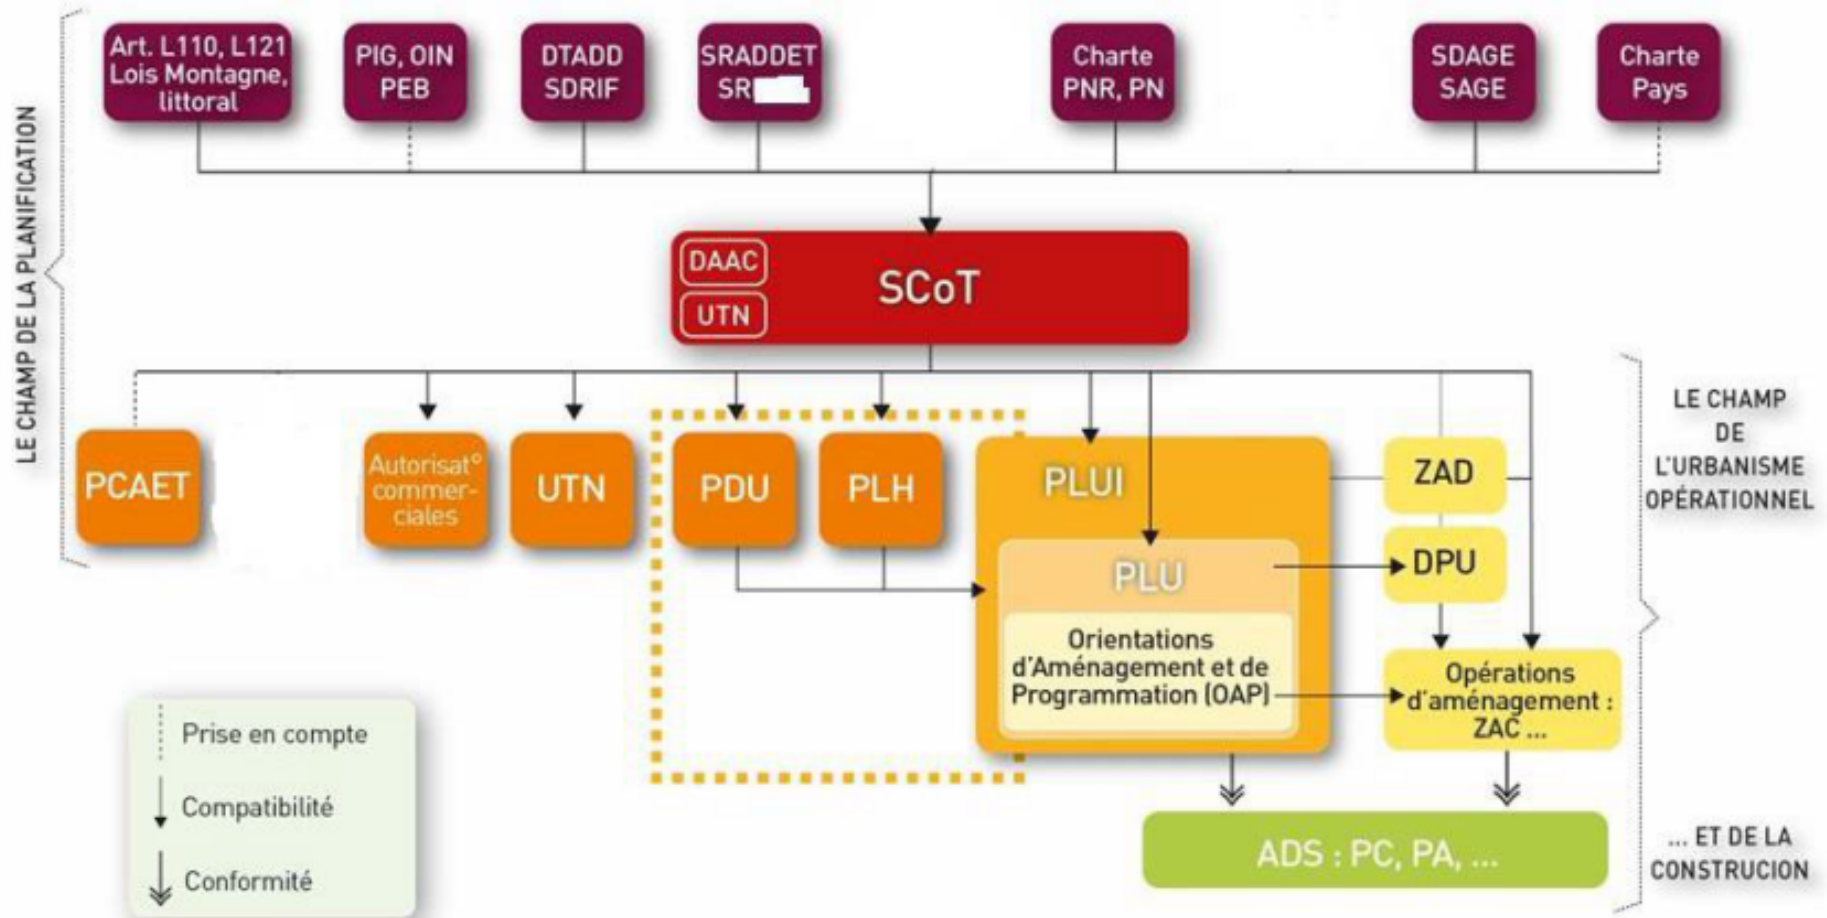 LE CHAMP DE LA PLANIFICATION
Art. L110, L121
Lois Montagne,
littoral
PIG, OIN
PEB
DTADD
SDRIF
SRADDET
SR
Charte
PNR, PN
SDAGE
SAGE
Charte
Pays
DAAC
UTN
SCoT
PCAET
Autorisat°
commer-
ciales
UTN
PDU
PLH
PLUI
PLU
Orientations
d'Aménagement et de
Programmation (OAP)
ZAD
DPU
Opérations
d'aménagement :
ZAC ...
ADS : PC, PA, ...
LE CHAMP
DE
L'URBANISME
OPÉRATIONNEL
... ET DE LA
CONSTRUCION
Prise en compte
Compatibilité
Conformité